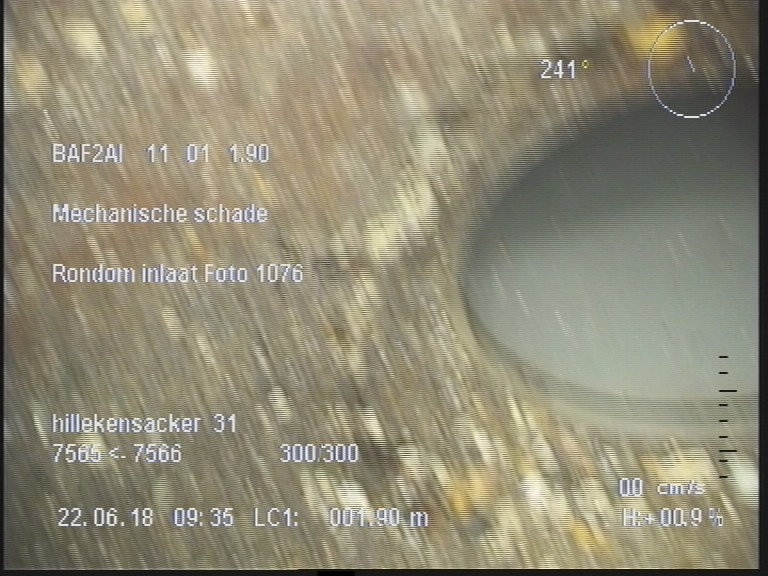 241°
BAF2AI 11 01 1.90
Mechanische schade
Rondom inlaat Foto 1076
hillekensacker 31
7565 <- 7566 300/300
00 cm/s
22.06.18 09:35 LC1: 001.90 m H:+00.9 %